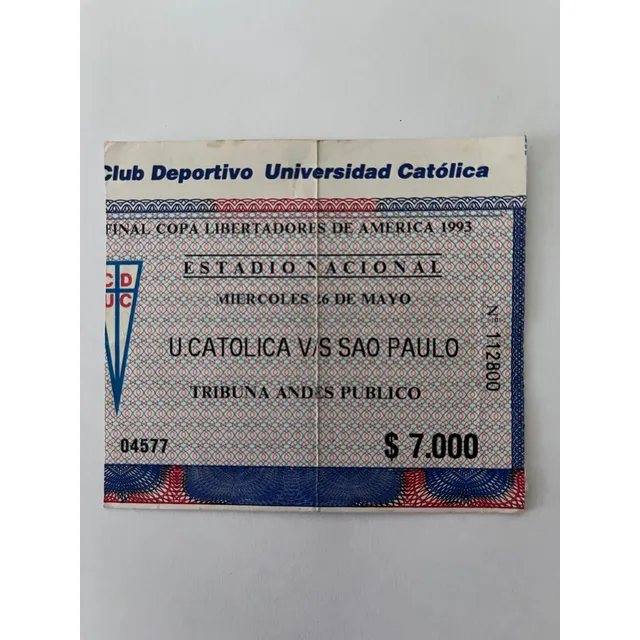 Club Deportivo Universidad Católica
FINAL COPA LIBERTADORES DE AMERICA 1993
ESTADIO NACIONAL
MIERCOLES 26 DE MAYO
CD
UC
U.CATOLICA V/S SAO PAULO
Nº 112800
TRIBUNA ANDES PUBLICO
04577
$ 7.000